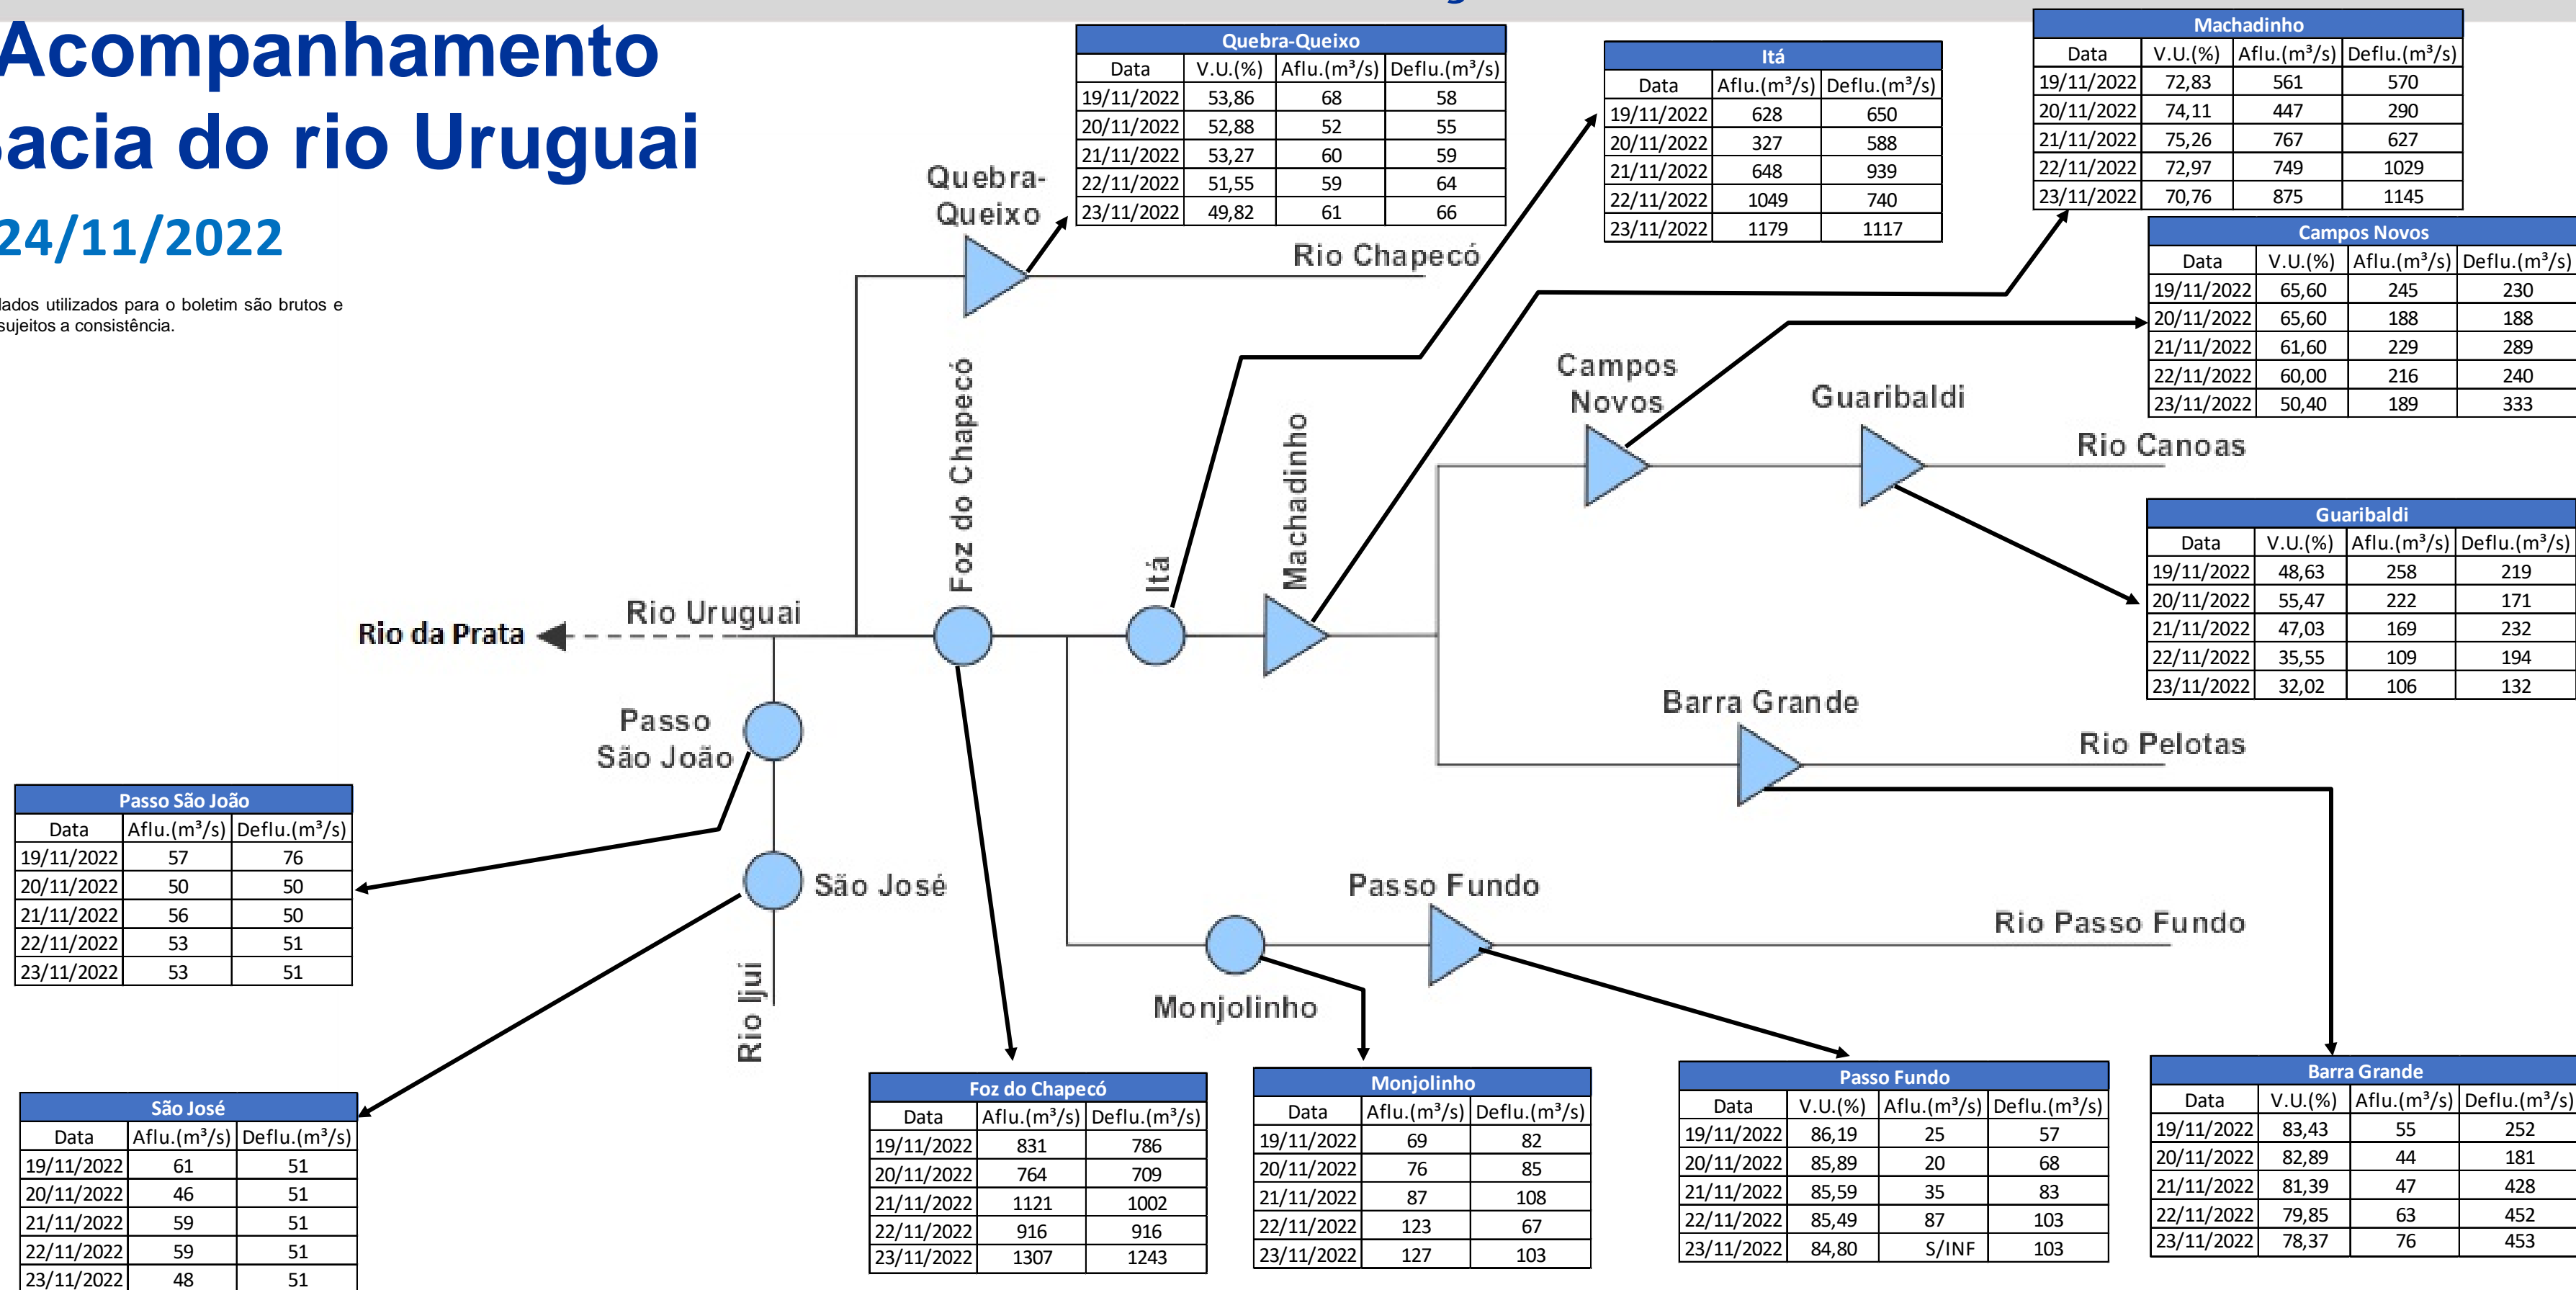 Acompanhamento
Bacia do rio Uruguai
24/11/2022
dados utilizados para o boletim são brutos e
sujeitos a consistência.
Quebra-Queixo
Data V.U.(%) Aflu.(m³/s) Deflu.(m³/s)
19/11/2022 53,86 68 58
20/11/2022 52,88 52 55
21/11/2022 53,27 60 59
22/11/2022 51,55 59 64
23/11/2022 49,82 61 66
Itá
Data Aflu.(m³/s) Deflu.(m³/s)
19/11/2022 628 650
20/11/2022 327 588
21/11/2022 648 939
22/11/2022 1049 740
23/11/2022 1179 1117
Machadinho
Data V.U.(%) Aflu.(m³/s) Deflu.(m³/s)
19/11/2022 72,83 561 570
20/11/2022 74,11 447 290
21/11/2022 75,26 767 627
22/11/2022 72,97 749 1029
23/11/2022 70,76 875 1145
Campos Novos
Data V.U.(%) Aflu.(m³/s) Deflu.(m³/s)
19/11/2022 65,60 245 230
20/11/2022 65,60 188 188
21/11/2022 61,60 229 289
22/11/2022 60,00 216 240
23/11/2022 50,40 189 333
Guaribaldi
Data V.U.(%) Aflu.(m³/s) Deflu.(m³/s)
19/11/2022 48,63 258 219
20/11/2022 55,47 222 171
21/11/2022 47,03 169 232
22/11/2022 35,55 109 194
23/11/2022 32,02 106 132
Quebra-
Queixo
Rio Chapecó
Foz do Chapecó
Itá
Machadinho
Campos
Novos
Guaribaldi
Rio Canoas
Rio da Prata
Rio Uruguai
Barra Grande
Rio Pelotas
Passo
São João
São José
Rio Ijuí
Passo Fundo
Rio Passo Fundo
Monjolinho
Passo São João
Data Aflu.(m³/s) Deflu.(m³/s)
19/11/2022 57 76
20/11/2022 50 50
21/11/2022 56 50
22/11/2022 53 51
23/11/2022 53 51
São José
Data Aflu.(m³/s) Deflu.(m³/s)
19/11/2022 61 51
20/11/2022 46 51
21/11/2022 59 51
22/11/2022 59 51
23/11/2022 48 51
Foz do Chapecó
Data Aflu.(m³/s) Deflu.(m³/s)
19/11/2022 831 786
20/11/2022 764 709
21/11/2022 1121 1002
22/11/2022 916 916
23/11/2022 1307 1243
Monjolinho
Data Aflu.(m³/s) Deflu.(m³/s)
19/11/2022 69 82
20/11/2022 76 85
21/11/2022 87 108
22/11/2022 123 67
23/11/2022 127 103
Passo Fundo
Data V.U.(%) Aflu.(m³/s) Deflu.(m³/s)
19/11/2022 86,19 25 57
20/11/2022 85,89 20 68
21/11/2022 85,59 35 83
22/11/2022 85,49 87 103
23/11/2022 84,80 S/INF 103
Barra Grande
Data V.U.(%) Aflu.(m³/s) Deflu.(m³/s)
19/11/2022 83,43 55 252
20/11/2022 82,89 44 181
21/11/2022 81,39 47 428
22/11/2022 79,85 63 452
23/11/2022 78,37 76 453